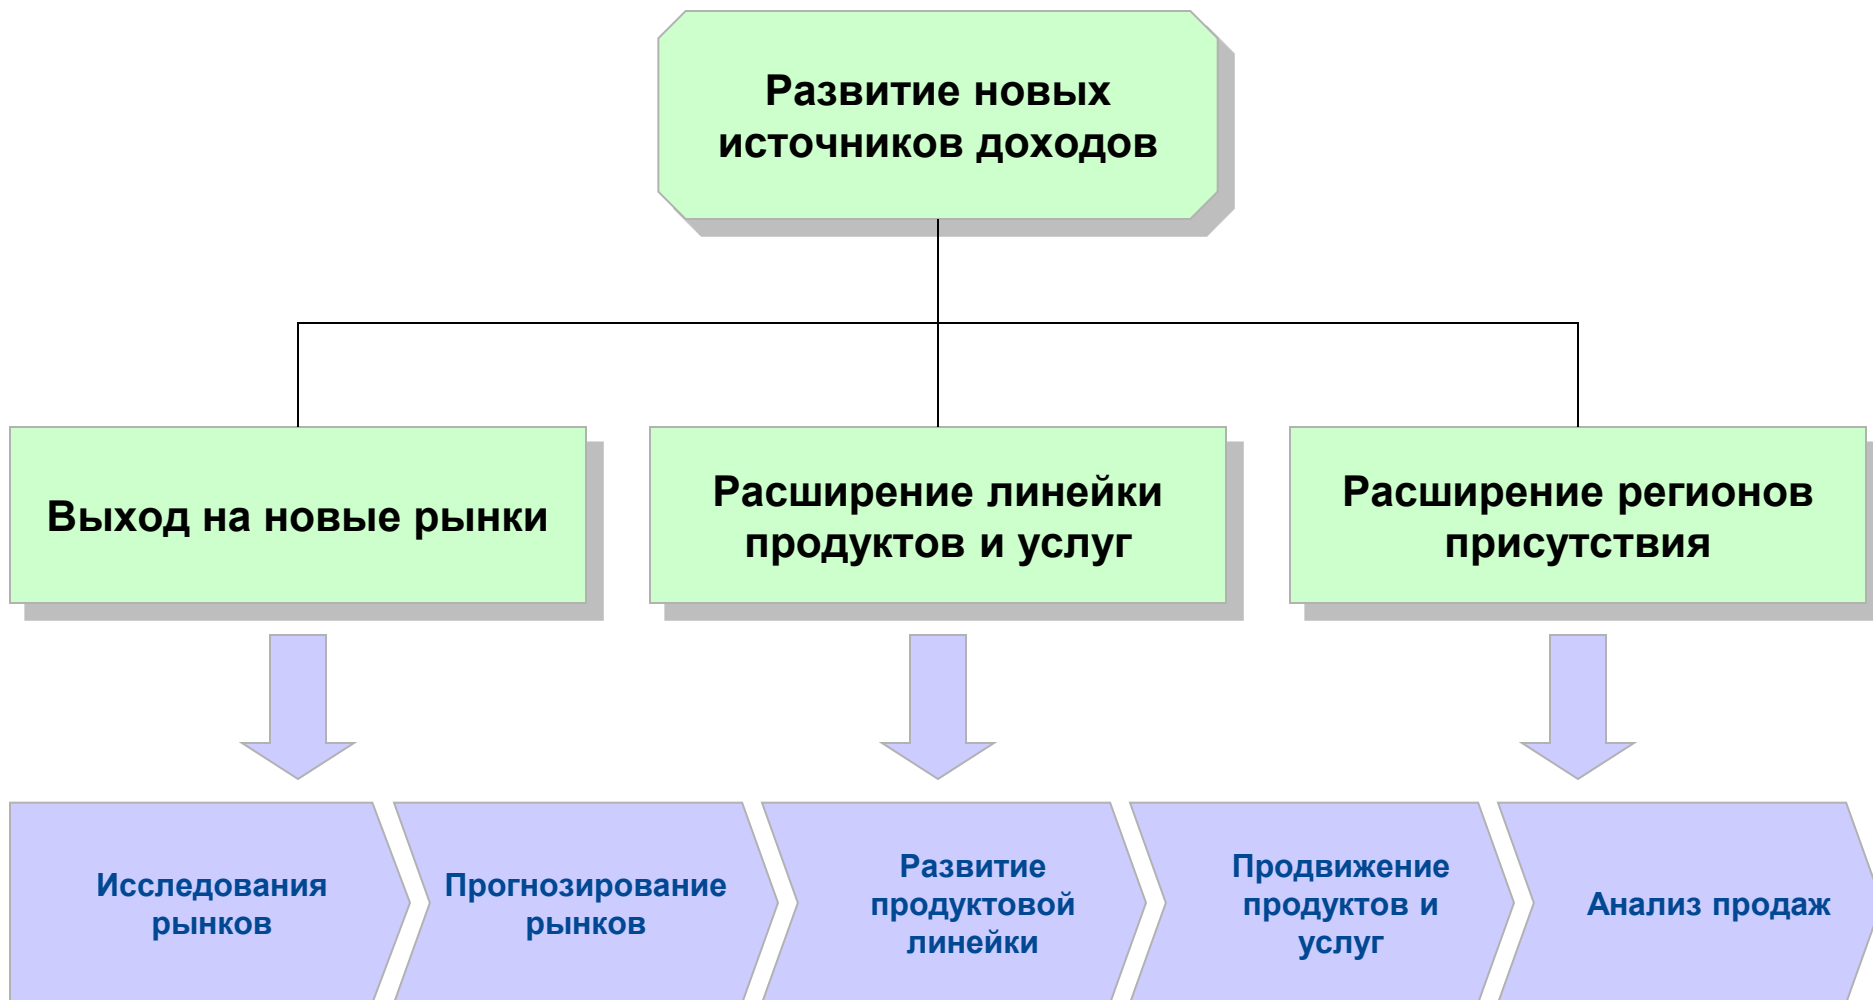 Развитие новых
источников доходов
Выход на новые рынки
Расширение линейки
продуктов и услуг
Расширение регионов
присутствия
Исследования
рынков
Прогнозирование
рынков
Развитие
продуктовой
линейки
Продвижение
продуктов и
услуг
Анализ продаж